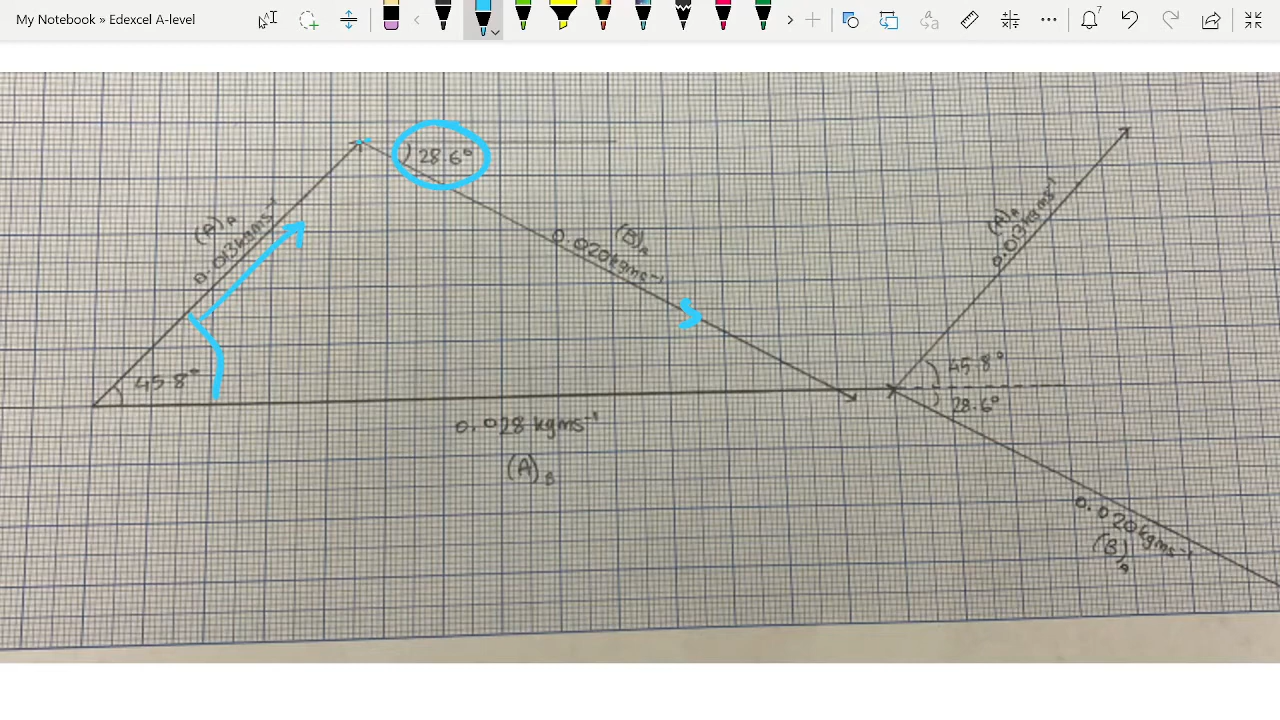 My Notebook » Edexcel A-level
7
28.6°
(A)A
0.013kgms⁻¹
(B)A
0.020kgms⁻¹
45.8°
0.028 kgms⁻¹
(A)B
(A)A
0.013kgms⁻¹
45.8°
28.6°
0.020kgms⁻¹
(B)A